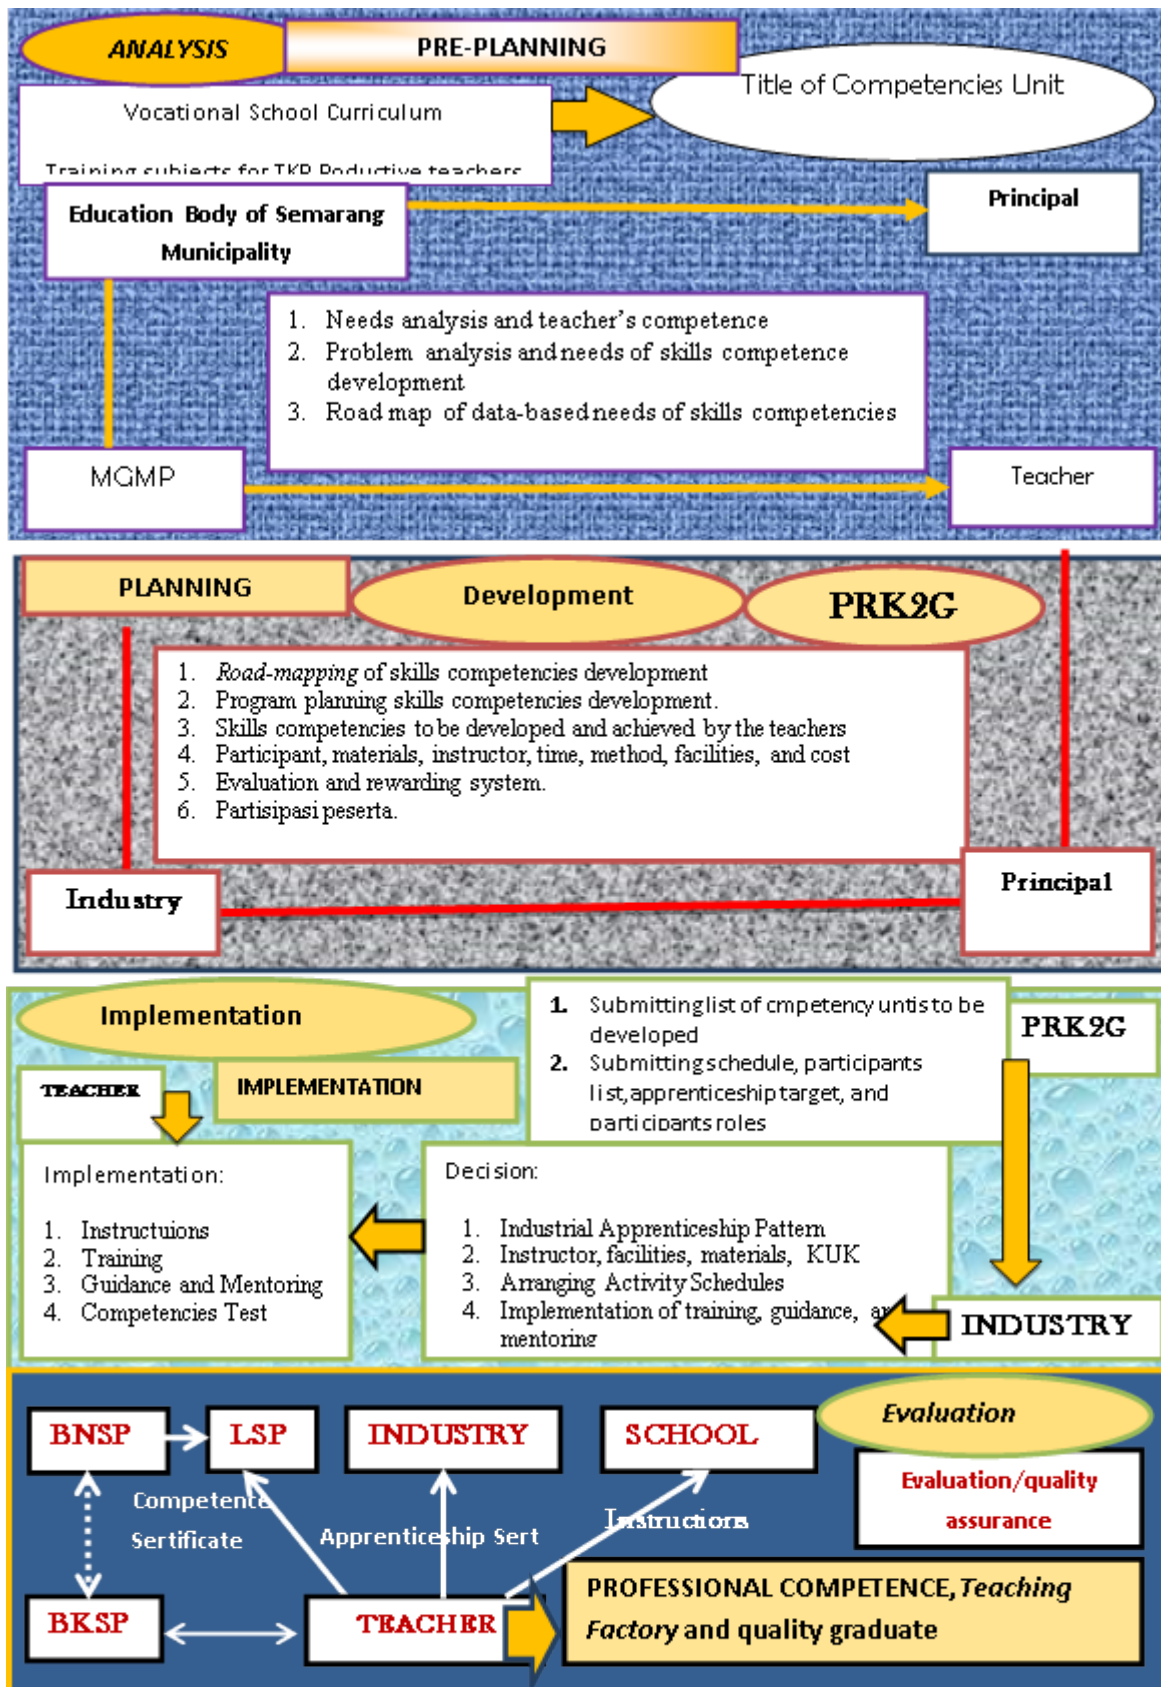 ANALYSIS
PRE-PLANNING
Title of Competencies Unit
Vocational School Curriculum
Training subjects for TKR Poductive teachers
Education Body of Semarang
Municipality
Principal
1. Needs analysis and teacher's competence
2. Problem analysis and needs of skills competence
development
3. Road map of data-based needs of skills competencies
MGMP
Teacher
PLANNING
Development
PRK2G
1. Road-mapping of skills competencies development
2. Program planning skills competencies development.
3. Skills competencies to be developed and achieved by the teachers
4. Participant, materials, instructor, time, method, facilities, and cost
5. Evaluation and rewarding system.
6. Partisipasi peserta.
Industry
Principal
Implementation
1. Submitting list of cmpetency untis to be
developed
2. Submitting schedule, participants
list, apprenticeship target, and
participants roles
PRK2G
TEACHER
IMPLEMENTATION
Implementation:
1. Instructuions
2. Training
3. Guidance and Mentoring
4. Competencies Test
Decision:
1. Industrial Apprenticeship Pattern
2. Instructor, facilities, materials, KUK
3. Arranging Activity Schedules
4. Implementation of training, guidance,
mentoring
INDUSTRY
Evaluation
BNSP
LSP
INDUSTRY
SCHOOL
Evaluation/quality
assurance
Competence
Sertificate
Apprenticeship Sert
Instructions
BKSP
TEACHER
PROFESSIONAL COMPETENCE, Teaching
Factory and quality graduate